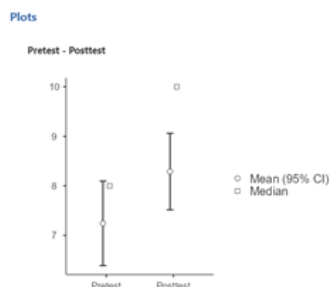 Plots
Pretest - Posttest
10
9
8
7
Mean (95% CI)
Median
Pretest
Posttest